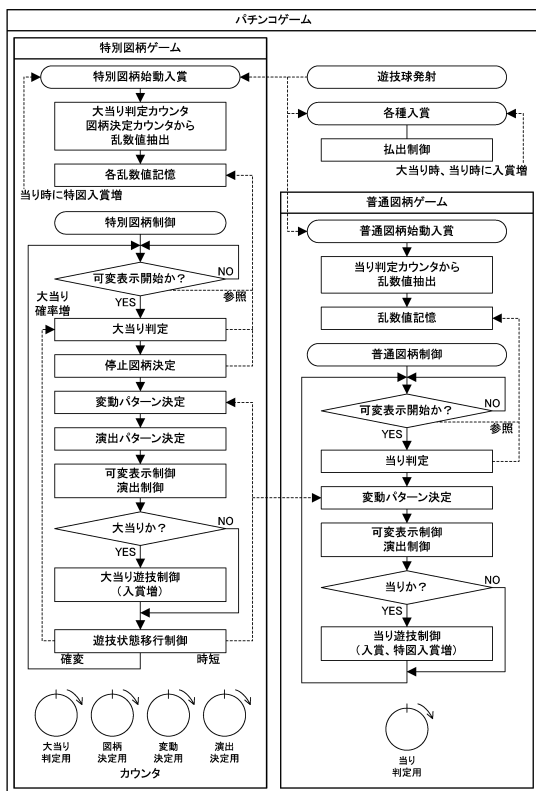 パチンコゲーム
特別図柄ゲーム
特別図柄始動入賞
大当り判定カウンタ
図柄決定カウンタから
乱数値抽出
各乱数値記憶
当り時に特図入賞増
特別図柄制御
可変表示開始か？
NO
YES
参照
大当り
確率増
大当り判定
停止図柄決定
変動パターン決定
演出パターン決定
可変表示制御
演出制御
大当りか？
NO
YES
大当り遊技制御
（入賞増）
遊技状態移行制御
確変
時短
大当り
判定用
図柄
決定用
変動
決定用
演出
決定用
カウンタ
遊技球発射
各種入賞
払出制御
大当り時、当り時に入賞増
普通図柄ゲーム
普通図柄始動入賞
当り判定カウンタから
乱数値抽出
乱数値記憶
普通図柄制御
可変表示開始か？
NO
YES
参照
当り判定
変動パターン決定
可変表示制御
演出制御
当りか？
NO
YES
当り遊技制御
（入賞、特図入賞増）
当り
判定用